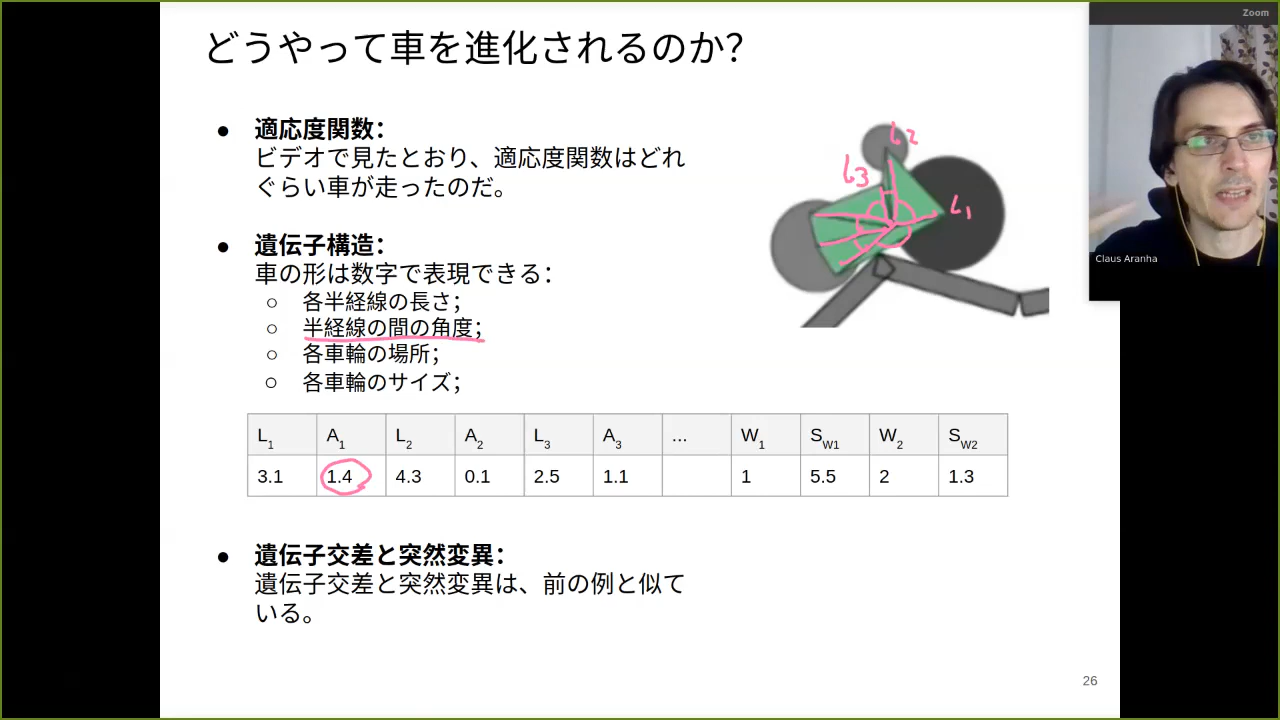 どうやって車を進化されるのか?
Zoom
● 適応度関数:
ビデオで見たとおり、適応度関数はどれ
ぐらい車が走ったのだ。
L2
L3
L1
Claus Aranha
● 遺伝子構造:
車の形は数字で表現できる:
○ 各半経線の長さ;
○ 半経線の間の角度;
○ 各車輪の場所;
○ 各車輪のサイズ;
L1 A1 L2 A2 L3 A3 ... W1 SW1 W2 SW2
3.1 1.4 4.3 0.1 2.5 1.1 1 5.5 2 1.3
● 遺伝子交差と突然変異:
遺伝子交差と突然変異は、前の例と似て
いる。
26